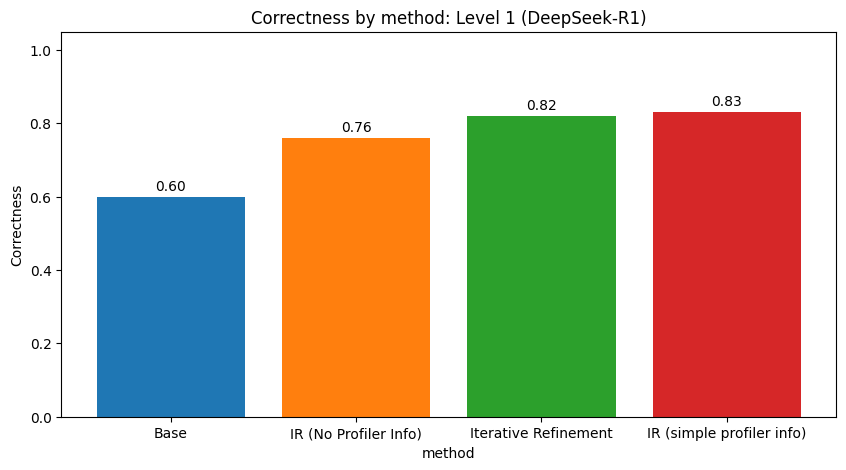 Correctness by method: Level 1 (DeepSeek-R1)
Correctness
1.0
0.8
0.6
0.4
0.2
0.0
0.60
0.76
0.82
0.83
Base
IR (No Profiler Info)
Iterative Refinement
IR (simple profiler info)
method